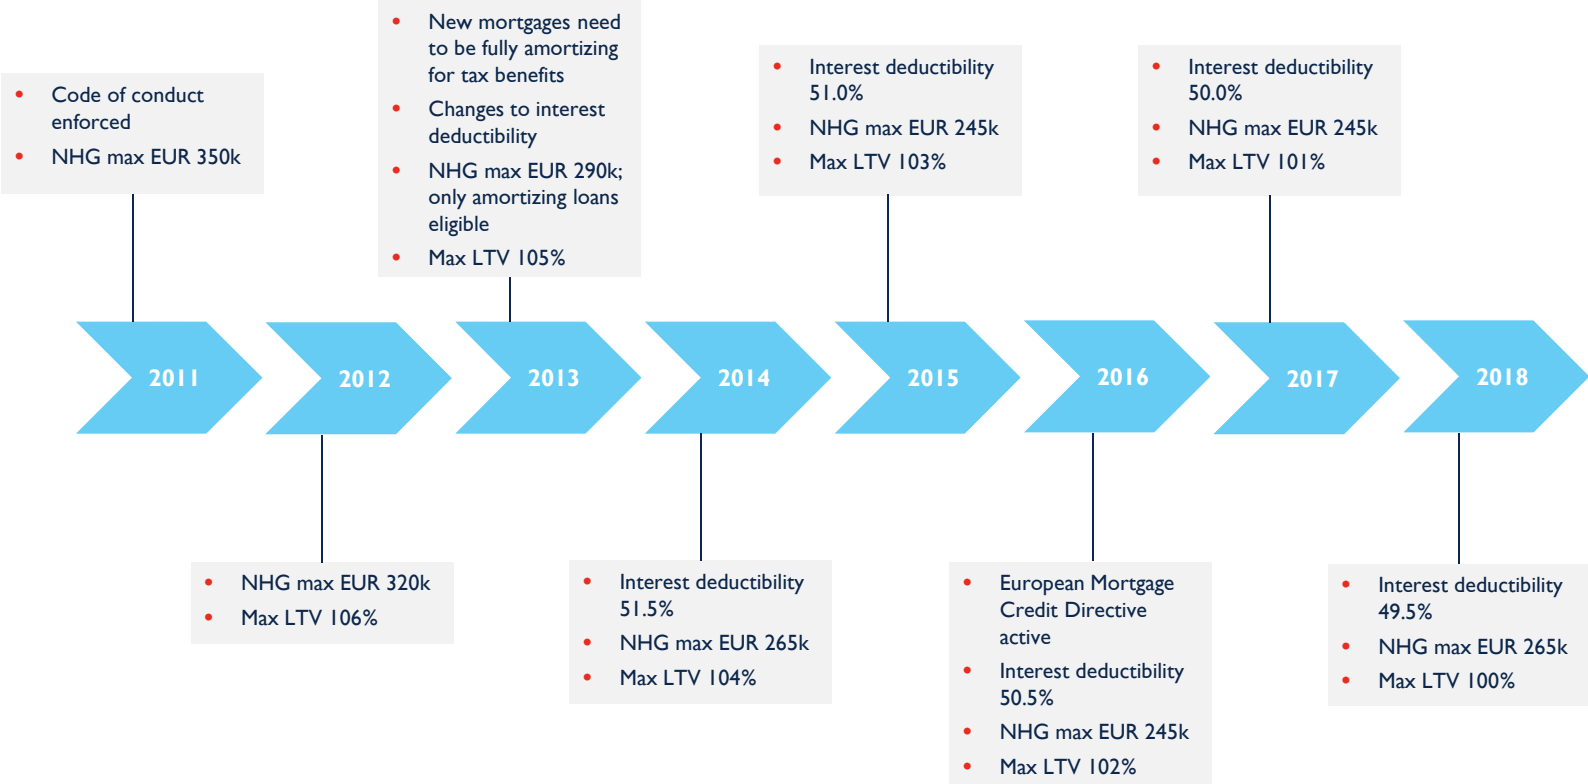 Code of conduct
enforced
NHG max EUR 350k
New mortgages need
to be fully amortizing
for tax benefits
Changes to interest
deductibility
NHG max EUR 290k;
only amortizing loans
eligible
Max LTV 105%
Interest deductibility
51.0%
NHG max EUR 245k
Max LTV 103%
Interest deductibility
50.0%
NHG max EUR 245k
Max LTV 101%
2011
2012
2013
2014
2015
2016
2017
2018
NHG max EUR 320k
Max LTV 106%
Interest deductibility
51.5%
NHG max EUR 265k
Max LTV 104%
European Mortgage
Credit Directive
active
Interest deductibility
50.5%
NHG max EUR 245k
Max LTV 102%
Interest deductibility
49.5%
NHG max EUR 265k
Max LTV 100%